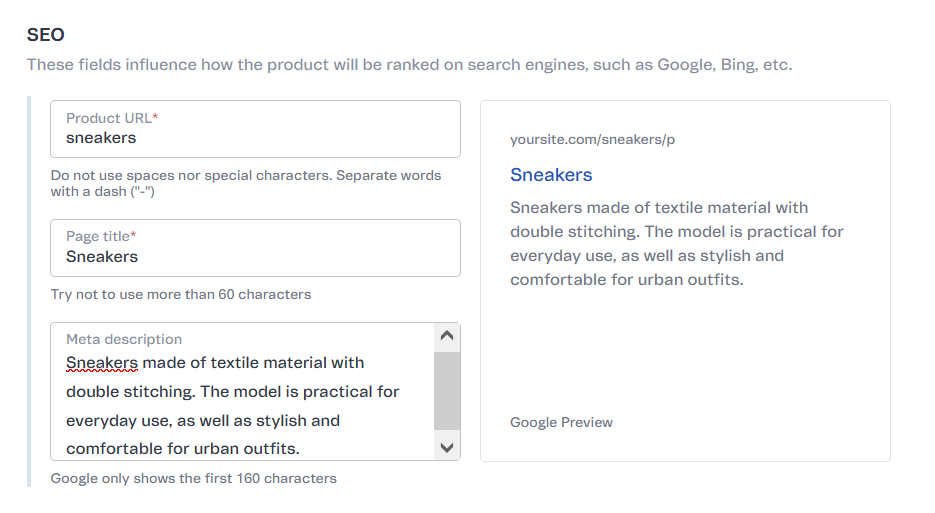 SEO
These fields influence how the product will be ranked on search engines, such as Google, Bing, etc.
Product URL*
sneakers
Do not use spaces nor special characters. Separate words
with a dash ("-")
Page title*
Sneakers
Try not to use more than 60 characters
Meta description
Sneakers made of textile material with
double stitching. The model is practical for
everyday use, as well as stylish and
comfortable for urban outfits.
Google only shows the first 160 characters
yoursite.com/sneakers/p
Sneakers
Sneakers made of textile material with
double stitching. The model is practical for
everyday use, as well as stylish and
comfortable for urban outfits.
Google Preview